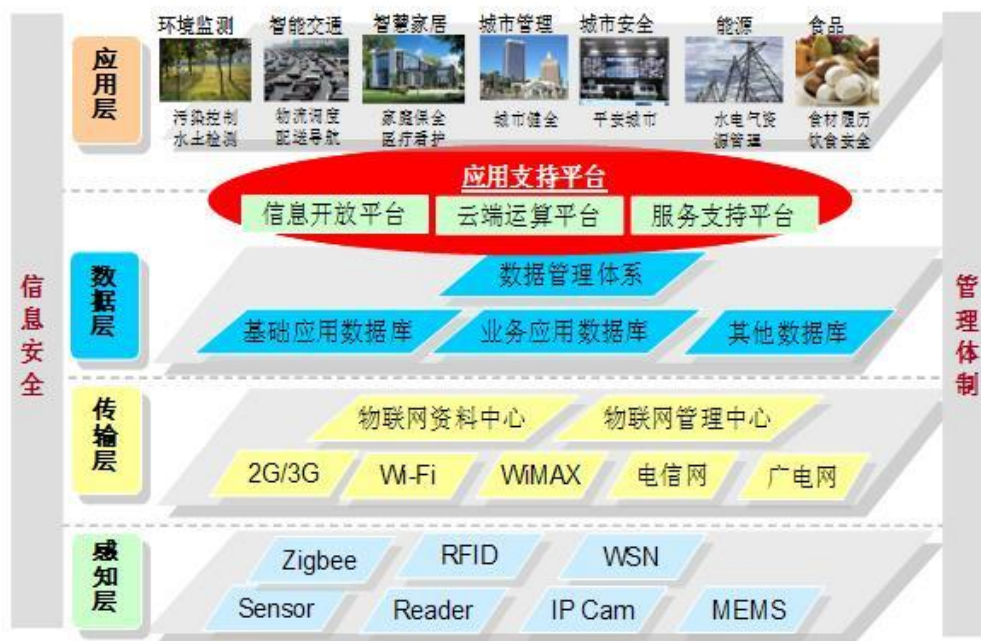 环境监测
智能交通
智慧家居
城市管理
城市安全
能源
食品
应用层
污染控制
水土检测
物流调度
配送导航
家庭保全
医疗看护
城市健全
平安城市
水电气资
源管理
食材履历
饮食安全
应用支持平台
信息开放平台
云端运算平台
服务支持平台
信息安全
管理体制
数据层
数据管理体系
基础应用数据库
业务应用数据库
其他数据库
传输层
物联网资料中心
物联网管理中心
2G/3G
Wi-Fi
WiMAX
电信网
广电网
感知层
Zigbee
RFID
WSN
Sensor
Reader
IP Cam
MEMS